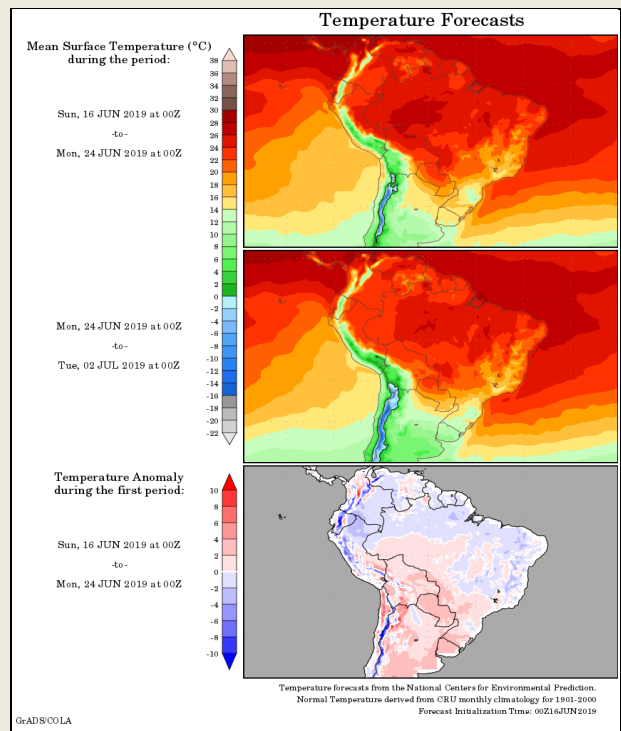 Temperature Forecasts
Mean Surface Temperature (°C)
during the period:
38
36
34
32
30
28
26
24
22
20
18
16
14
12
10
8
6
4
2
0
-2
-4
-6
-8
-10
-12
-14
-16
-18
-20
-22
Sun, 16 JUN 2019 at 00Z
-to-
Mon, 24 JUN 2019 at 00Z
Mon, 24 JUN 2019 at 00Z
-to-
Tue, 02 JUL 2019 at 00Z
Temperature Anomaly
during the first period:
10
8
6
4
2
0
-2
-4
-6
-8
-10
Sun, 16 JUN 2019 at 00Z
-to-
Mon, 24 JUN 2019 at 00Z
Temperature forecasts from the National Centers for Environmental Prediction.
Normal Temperature derived from CRU monthly climatology for 1901-2000
Forecast Initialization Time: 00Z16JUN2019
GrADS/COLA